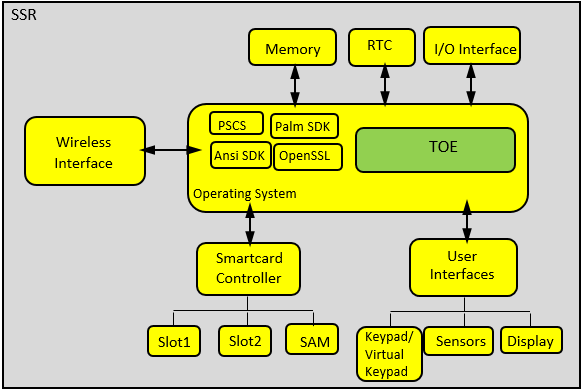 SSR
Memory
RTC
I/O Interface
Wireless
Interface
PSCS
Palm SDK
Ansi SDK
OpenSSL
TOE
Operating System
Smartcard
Controller
User
Interfaces
Slot1
Slot2
SAM
Keypad/
Virtual
Keypad
Sensors
Display